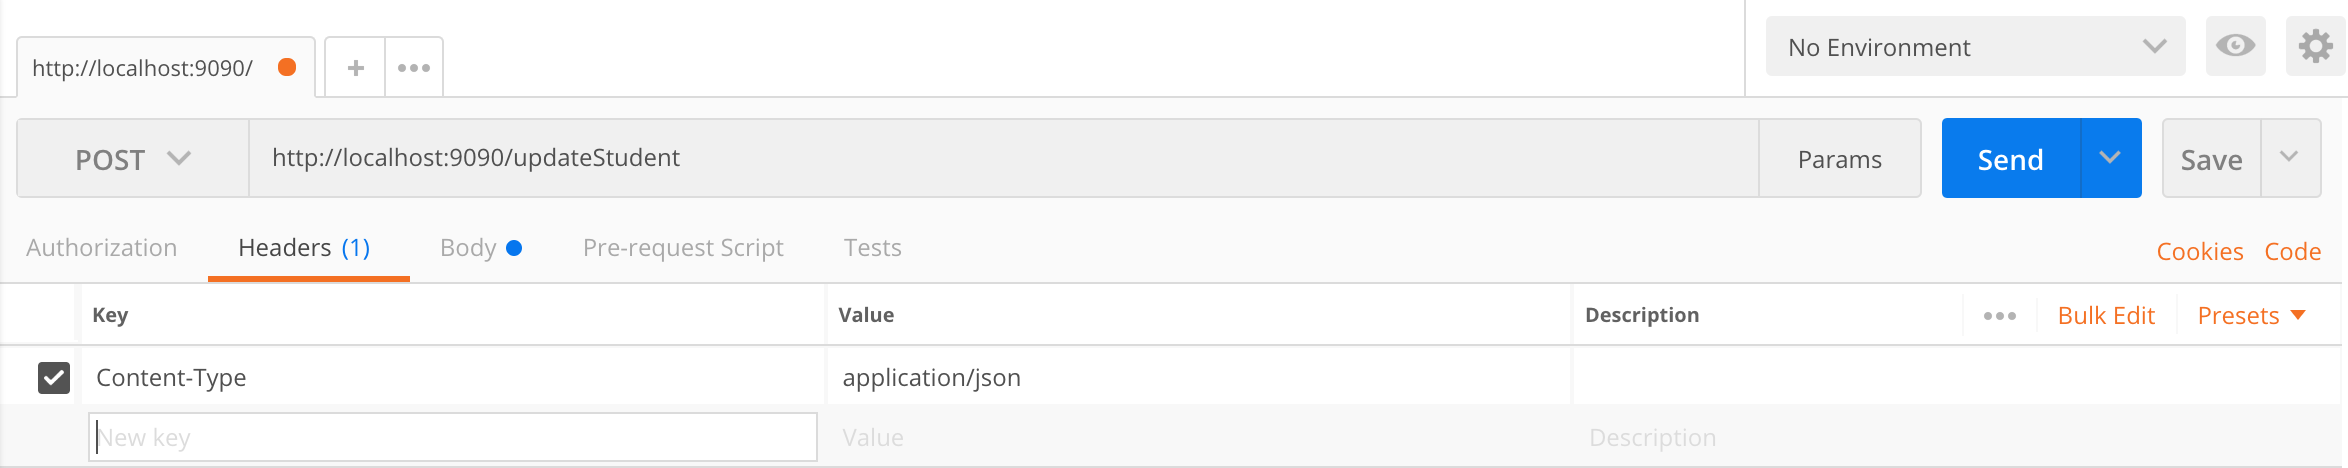 http://localhost:9090/ + No Environment
POST http://localhost:9090/updateStudent Params Send Save
Authorization Headers (1) Body Pre-request Script Tests Cookies Code
Key Value Description Bulk Edit Presets
Content-Type application/json
New key Value Description